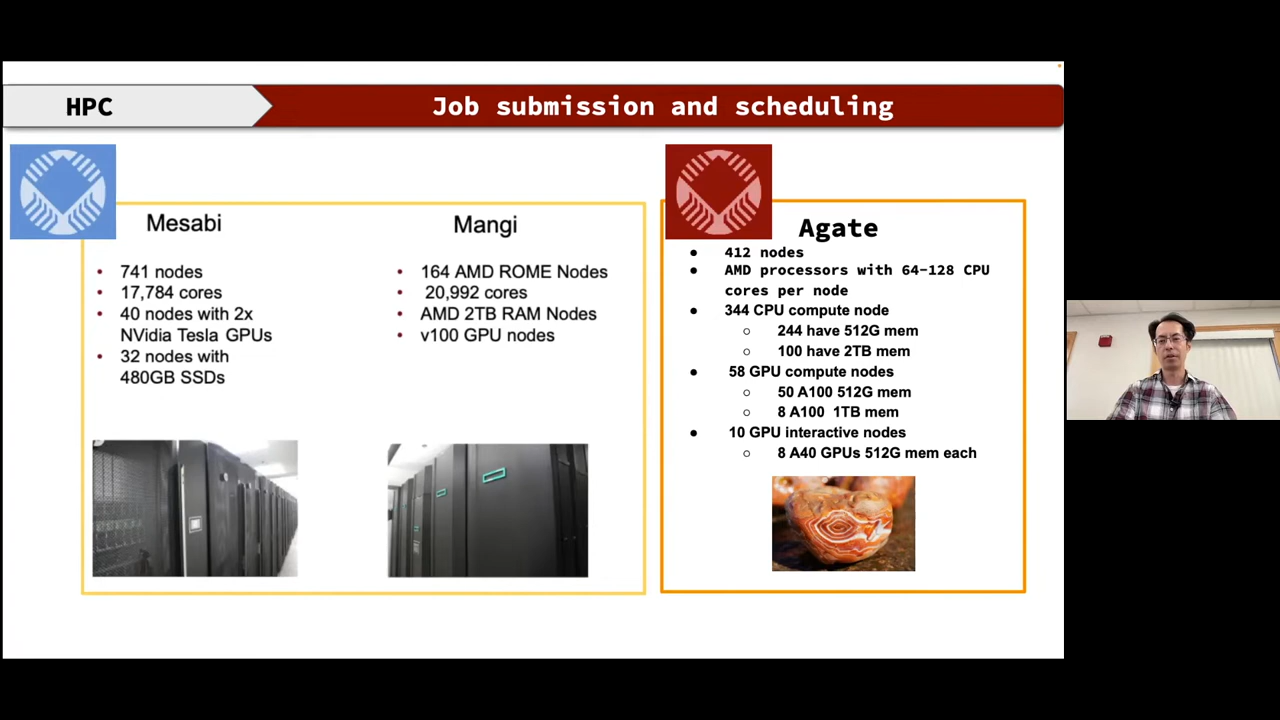 HPC
Job submission and scheduling
Mesabi
• 741 nodes
• 17,784 cores
• 40 nodes with 2x
NVidia Tesla GPUs
• 32 nodes with
480GB SSDs
Mangi
• 164 AMD ROME Nodes
• 20,992 cores
• AMD 2TB RAM Nodes
• v100 GPU nodes
Agate
● 412 nodes
● AMD processors with 64-128 CPU
cores per node
● 344 CPU compute node
○ 244 have 512G mem
○ 100 have 2TB mem
● 58 GPU compute nodes
○ 50 A100 512G mem
○ 8 A100 1TB mem
● 10 GPU interactive nodes
○ 8 A40 GPUs 512G mem each